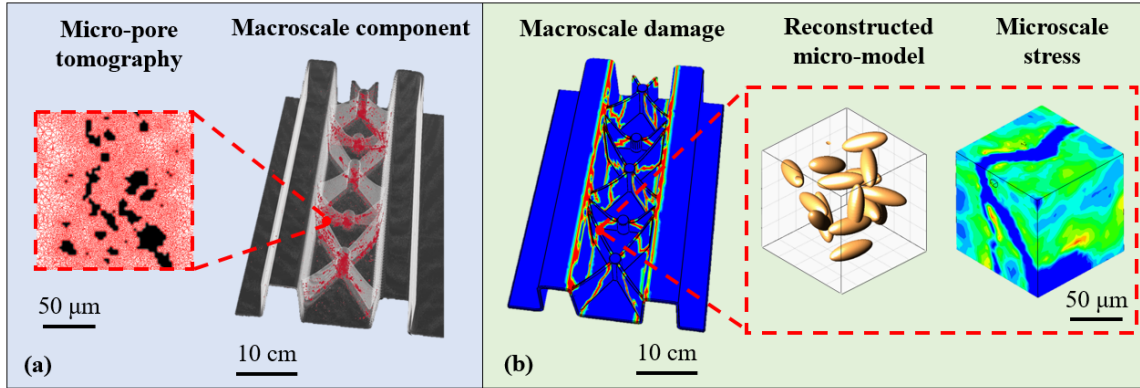 Micro-pore
tomography
Macroscale component
50 μm
10 cm
(a)
Macroscale damage
Reconstructed
micro-model
Microscale
stress
50 μm
10 cm
(b)